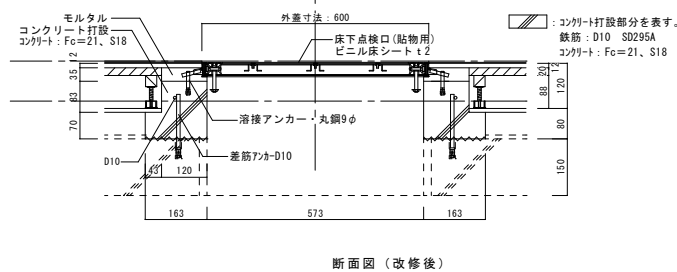 外蓋寸法：600
モルタル
コンクリート打設
コンクリート：Fc=21、S18
床下点検口(貼物用)
ビニル床シートｔ2
：コンクリート打設部分を表す。
鉄筋：D10　SD295A
コンクリート：Fc=21、S18
2
35
83
70
12
20
88
120
80
150
溶接アンカー・丸鋼9φ
D10
差筋アンカーD10
43
120
163
573
163
断面図（改修後）